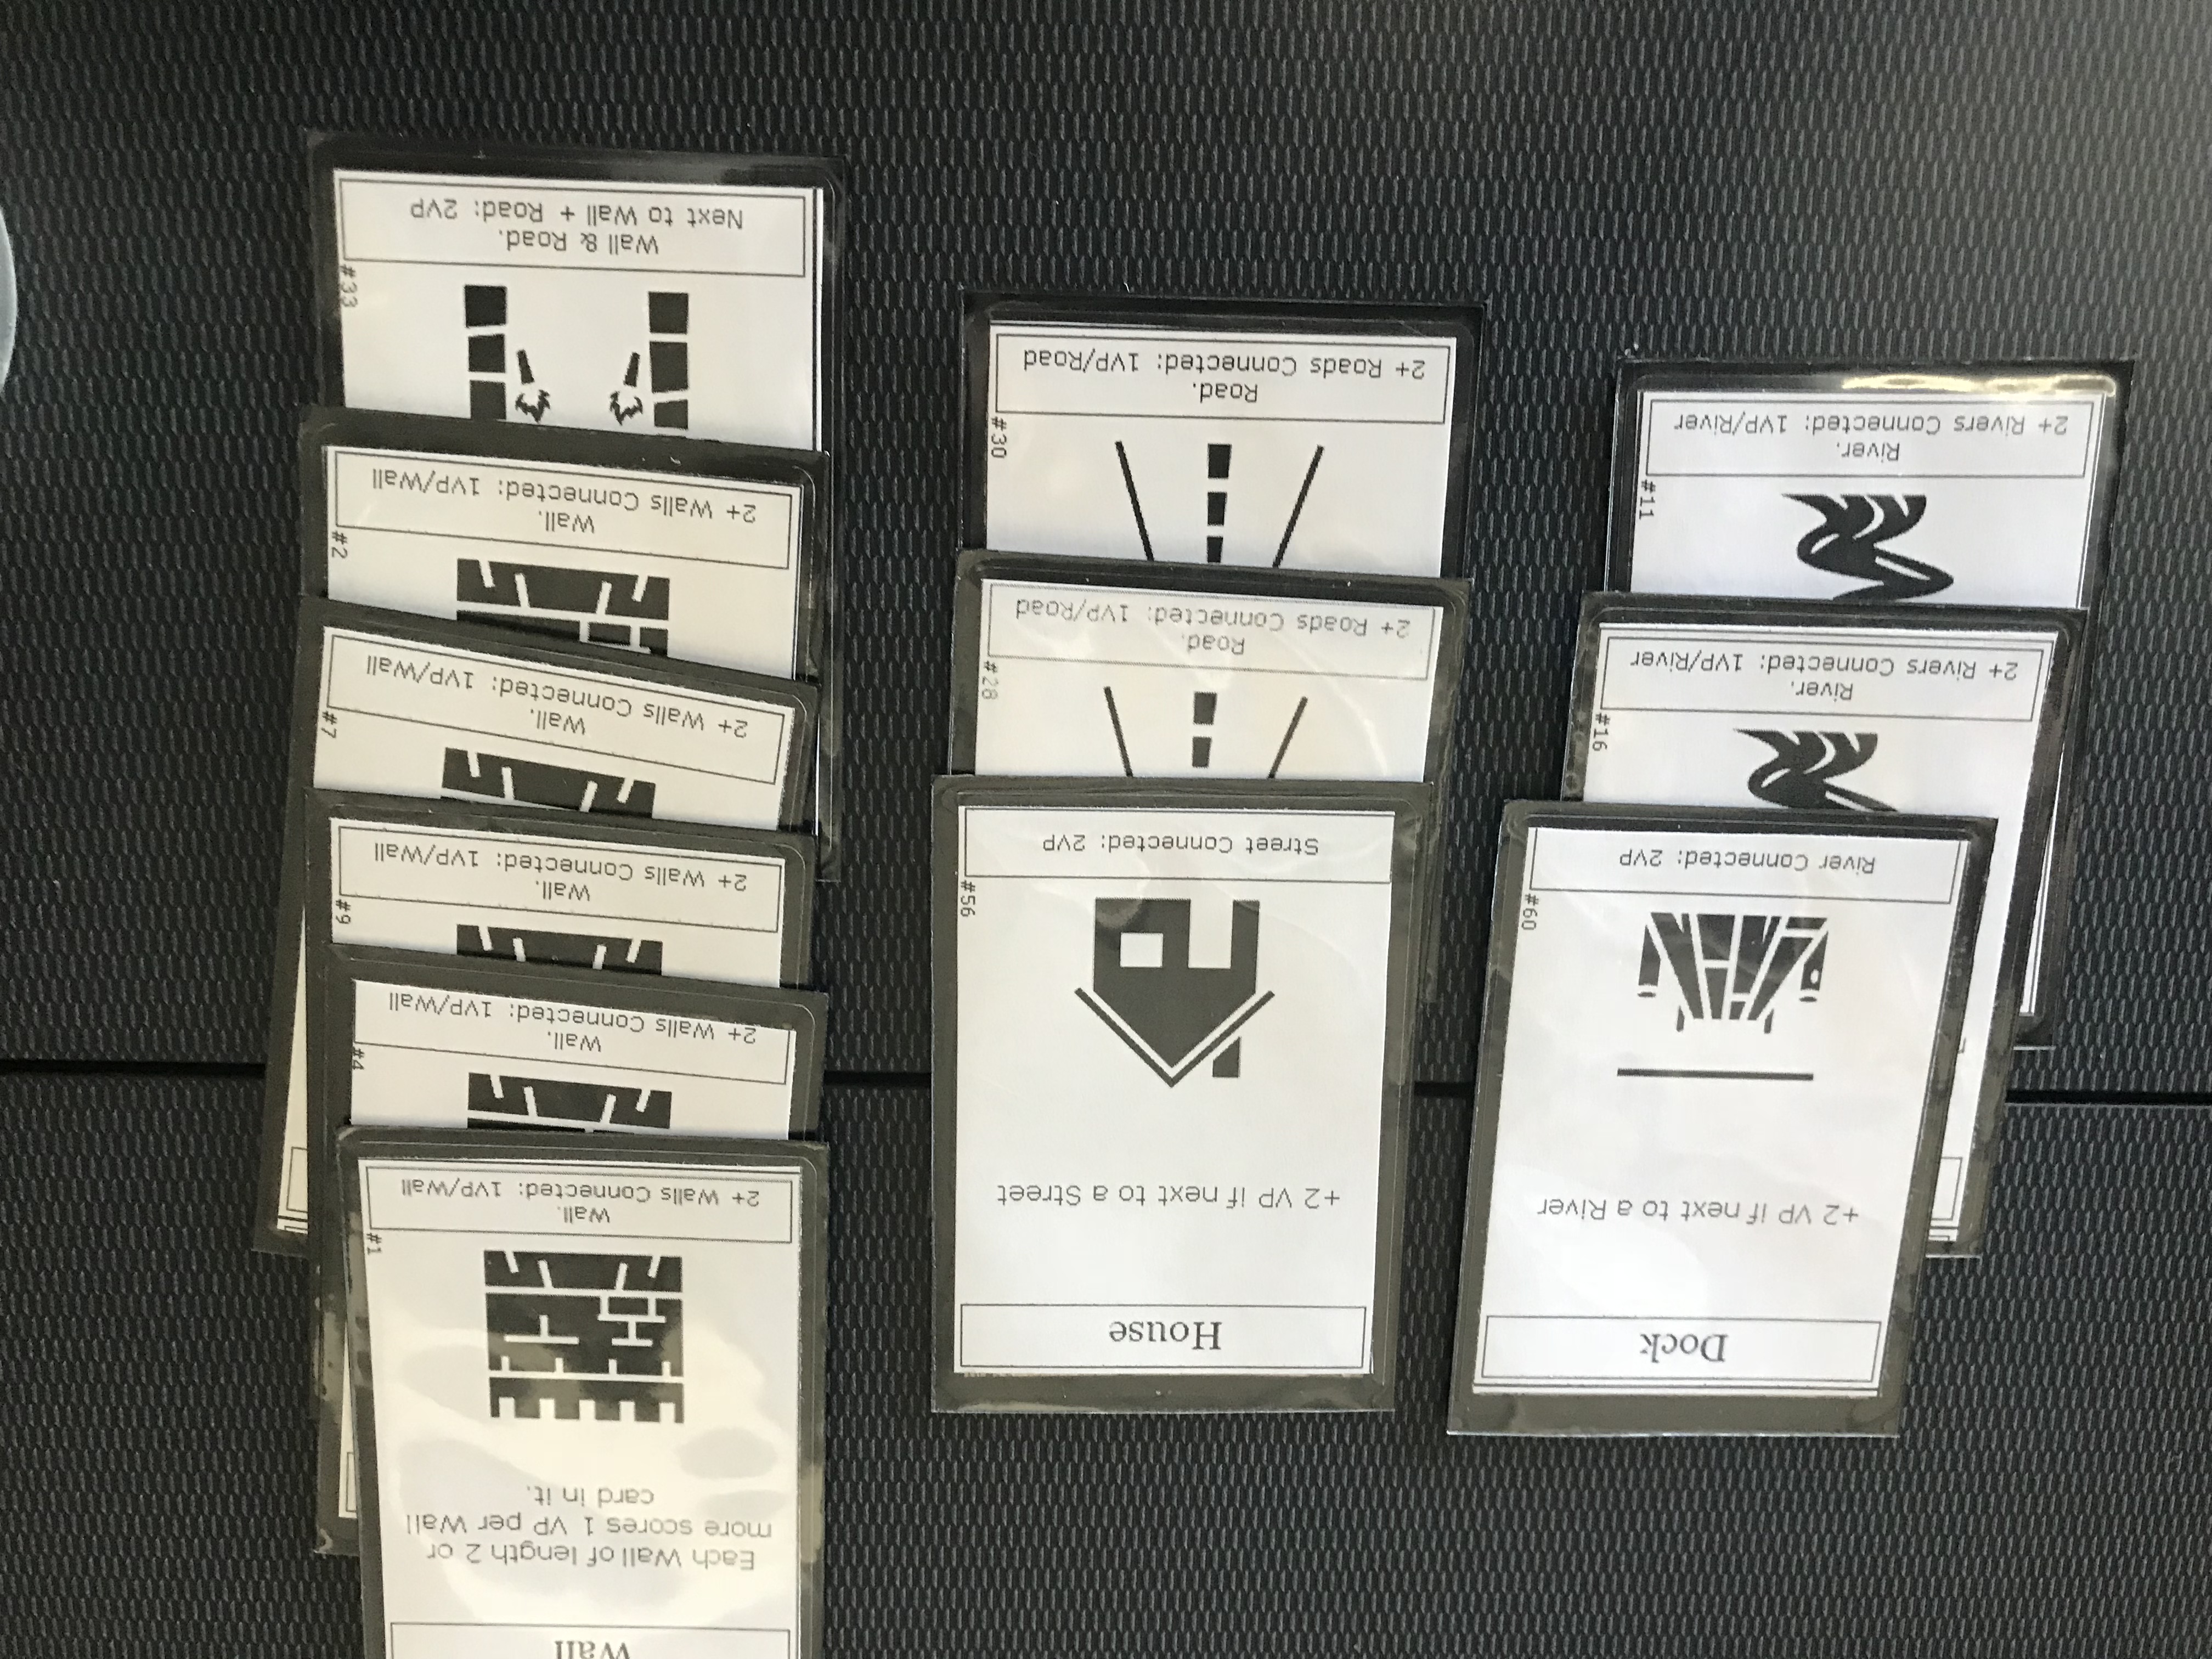 Dock
+2 VP if next to a River
#60
River Connected: 2VP
#16
River.
2+ Rivers Connected: 1VP/River
#11
River.
2+ Rivers Connected: 1VP/River
House
+2 VP if next to a Street
#56
Street Connected: 2VP
#28
Road.
2+ Roads Connected: 1VP/Road
#30
Road.
2+ Roads Connected: 1VP/Road
Wall
Each Wall of length 2 or
more scores 1 VP per Wall
card in it.
#1
Wall.
2+ Walls Connected: 1VP/Wall
#4
Wall.
2+ Walls Connected: 1VP/Wall
#9
Wall.
2+ Walls Connected: 1VP/Wall
#7
Wall.
2+ Walls Connected: 1VP/Wall
#2
Wall.
2+ Walls Connected: 1VP/Wall
#33
Wall & Road.
Next to Wall + Road: 2VP